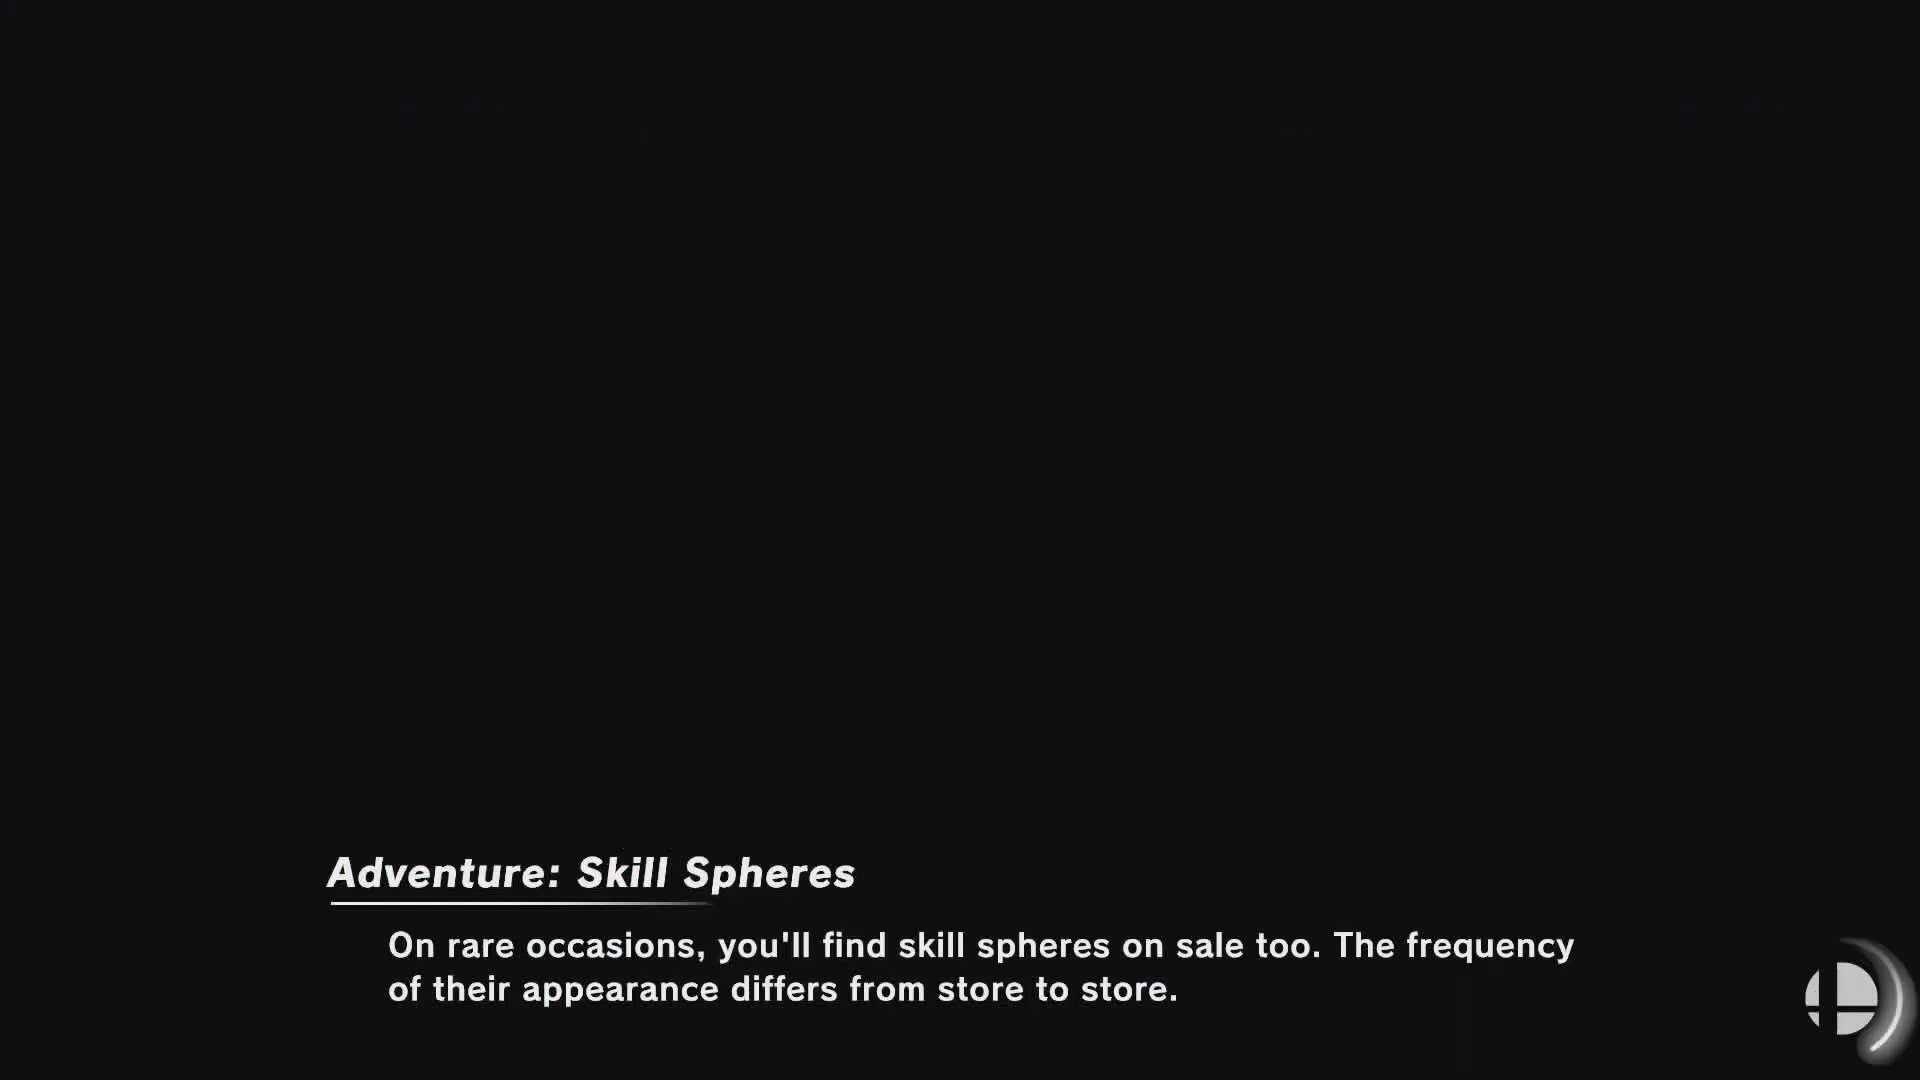 Adventure: Skill Spheres
On rare occasions, you'll find skill spheres on sale too. The frequency
of their appearance differs from store to store.